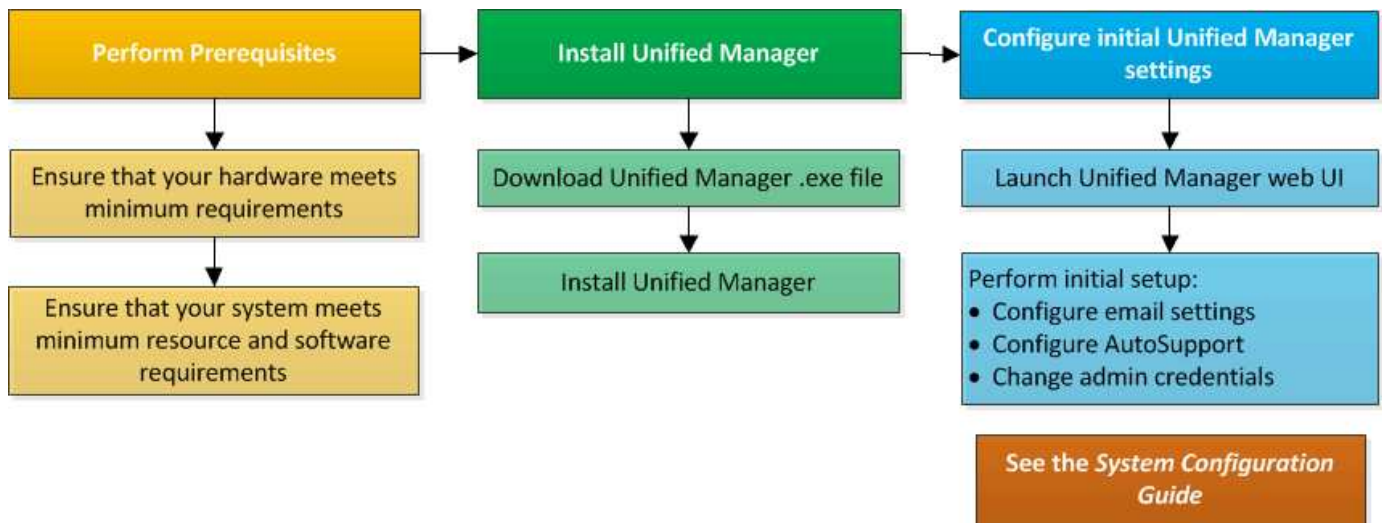 Perform Prerequisites
Install Unified Manager
Configure initial Unified Manager
settings
Ensure that your hardware meets
minimum requirements
Ensure that your system meets
minimum resource and software
requirements
Download Unified Manager .exe file
Install Unified Manager
Launch Unified Manager web UI
Perform initial setup:
• Configure email settings
• Configure AutoSupport
• Change admin credentials
See the System Configuration
Guide